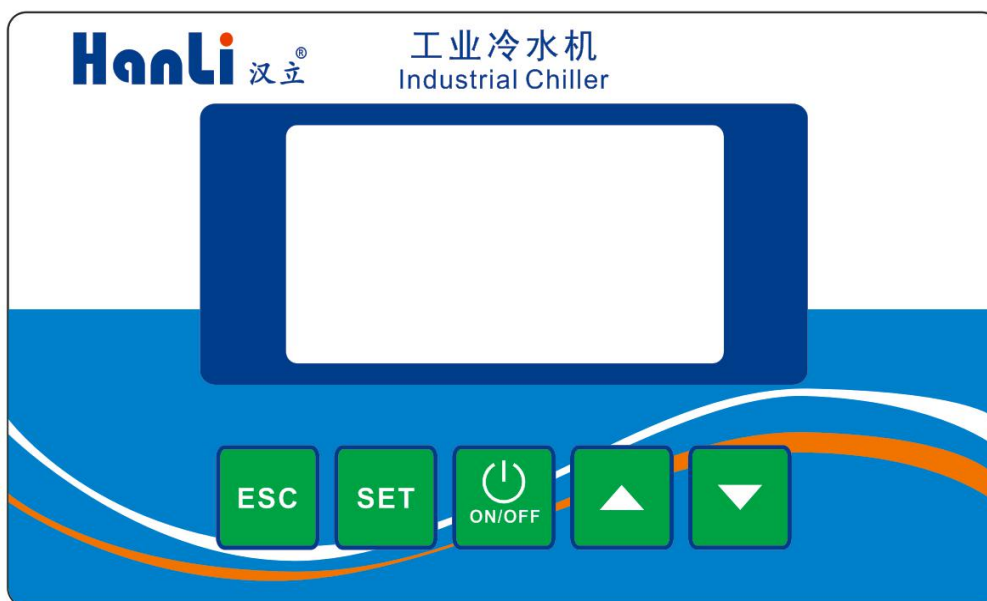 HanLi 汉立®
工业冷水机
Industrial Chiller
ESC
SET
ON/OFF